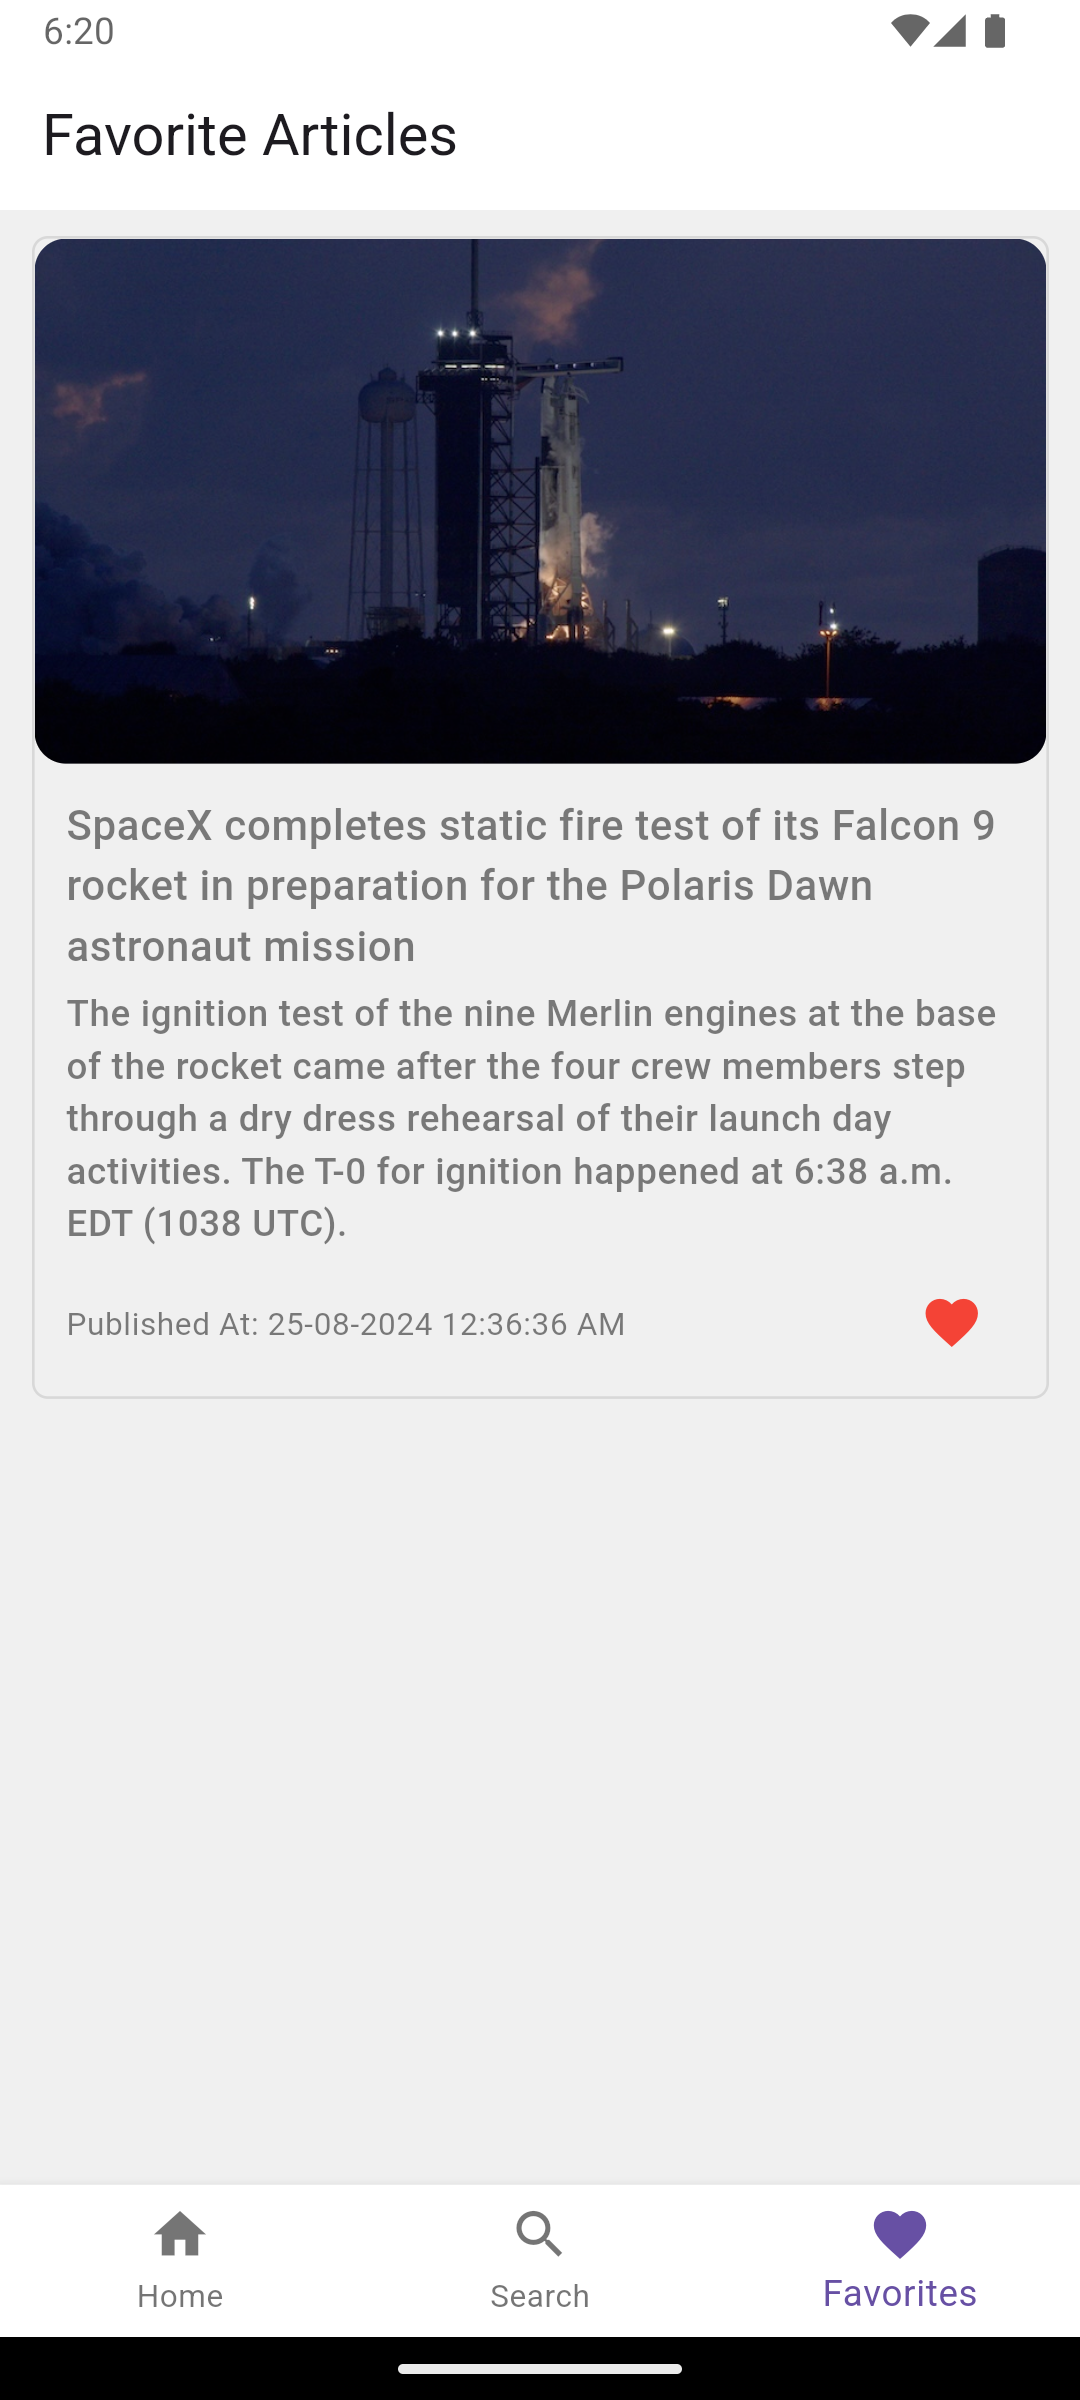 6:20
Favorite Articles
SpaceX completes static fire test of its Falcon 9
rocket in preparation for the Polaris Dawn
astronaut mission
The ignition test of the nine Merlin engines at the base
of the rocket came after the four crew members step
through a dry dress rehearsal of their launch day
activities. The T-0 for ignition happened at 6:38 a.m.
EDT (1038 UTC).
Published At: 25-08-2024 12:36:36 AM
Home
Search
Favorites